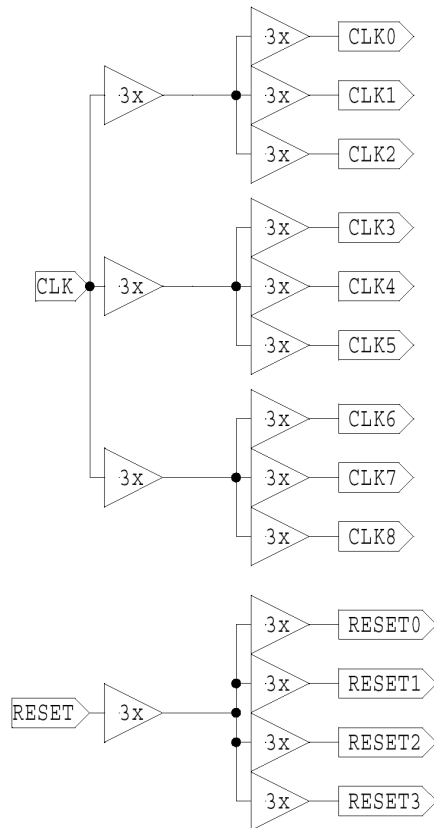 3x CLK0
3x 3x CLK1
3x CLK2
3x CLK3
CLK 3x 3x CLK4
3x CLK5
3x CLK6
3x 3x CLK7
3x CLK8
3x RESET0
3x RESET1
RESET 3x
3x RESET2
3x RESET3